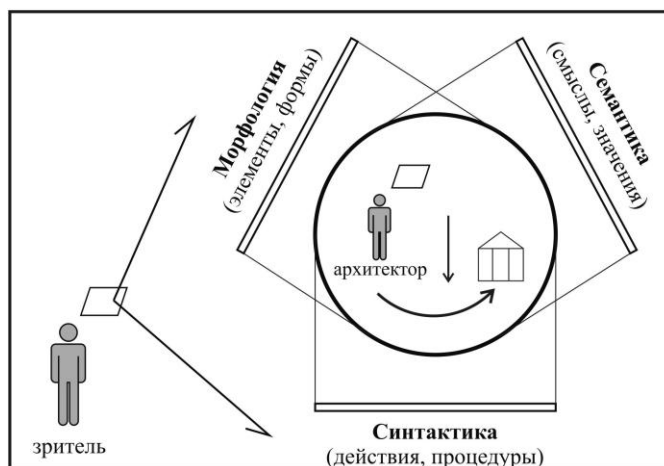 Морфология
(элементы, формы)
Семантика
(смыслы, значения)
архитектор
зритель
Синтактика
(действия, процедуры)